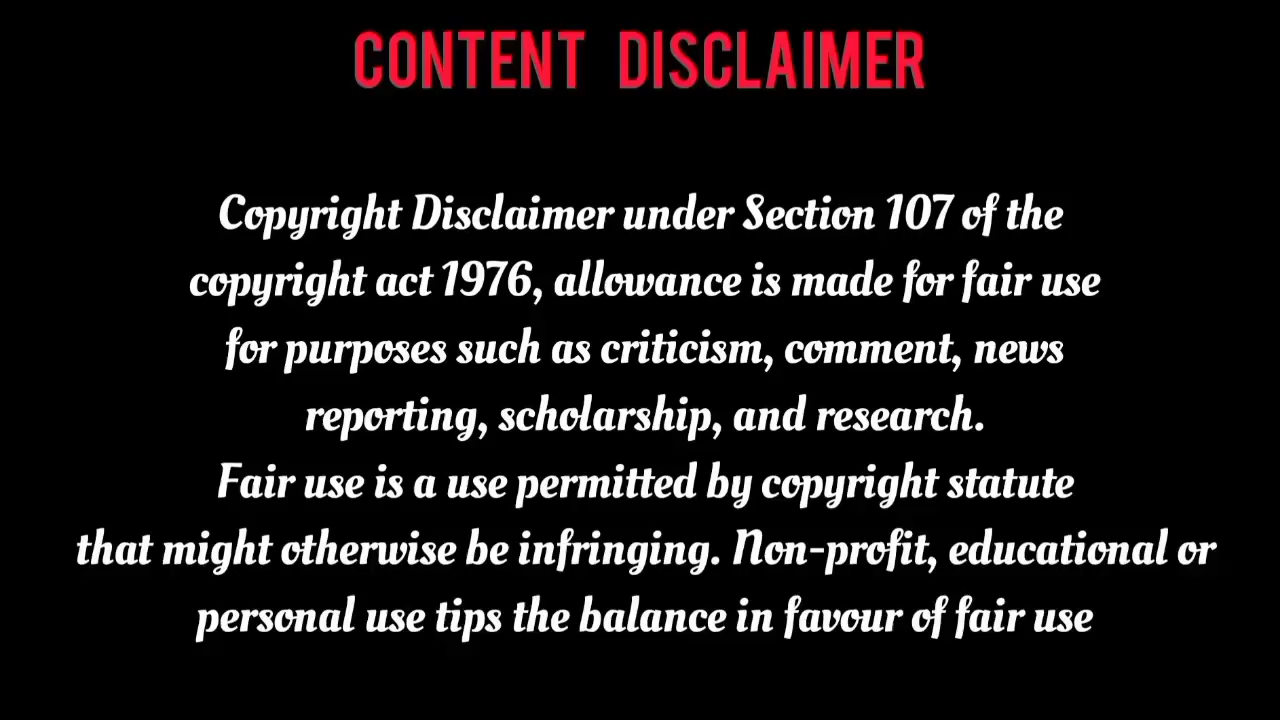 CONTENT DISCLAIMER
Copyright Disclaimer under Section 107 of the
copyright act 1976, allowance is made for fair use
for purposes such as criticism, comment, news
reporting, scholarship, and research.
Fair use is a use permitted by copyright statute
that might otherwise be infringing. Non-profit, educational or
personal use tips the balance in favour of fair use